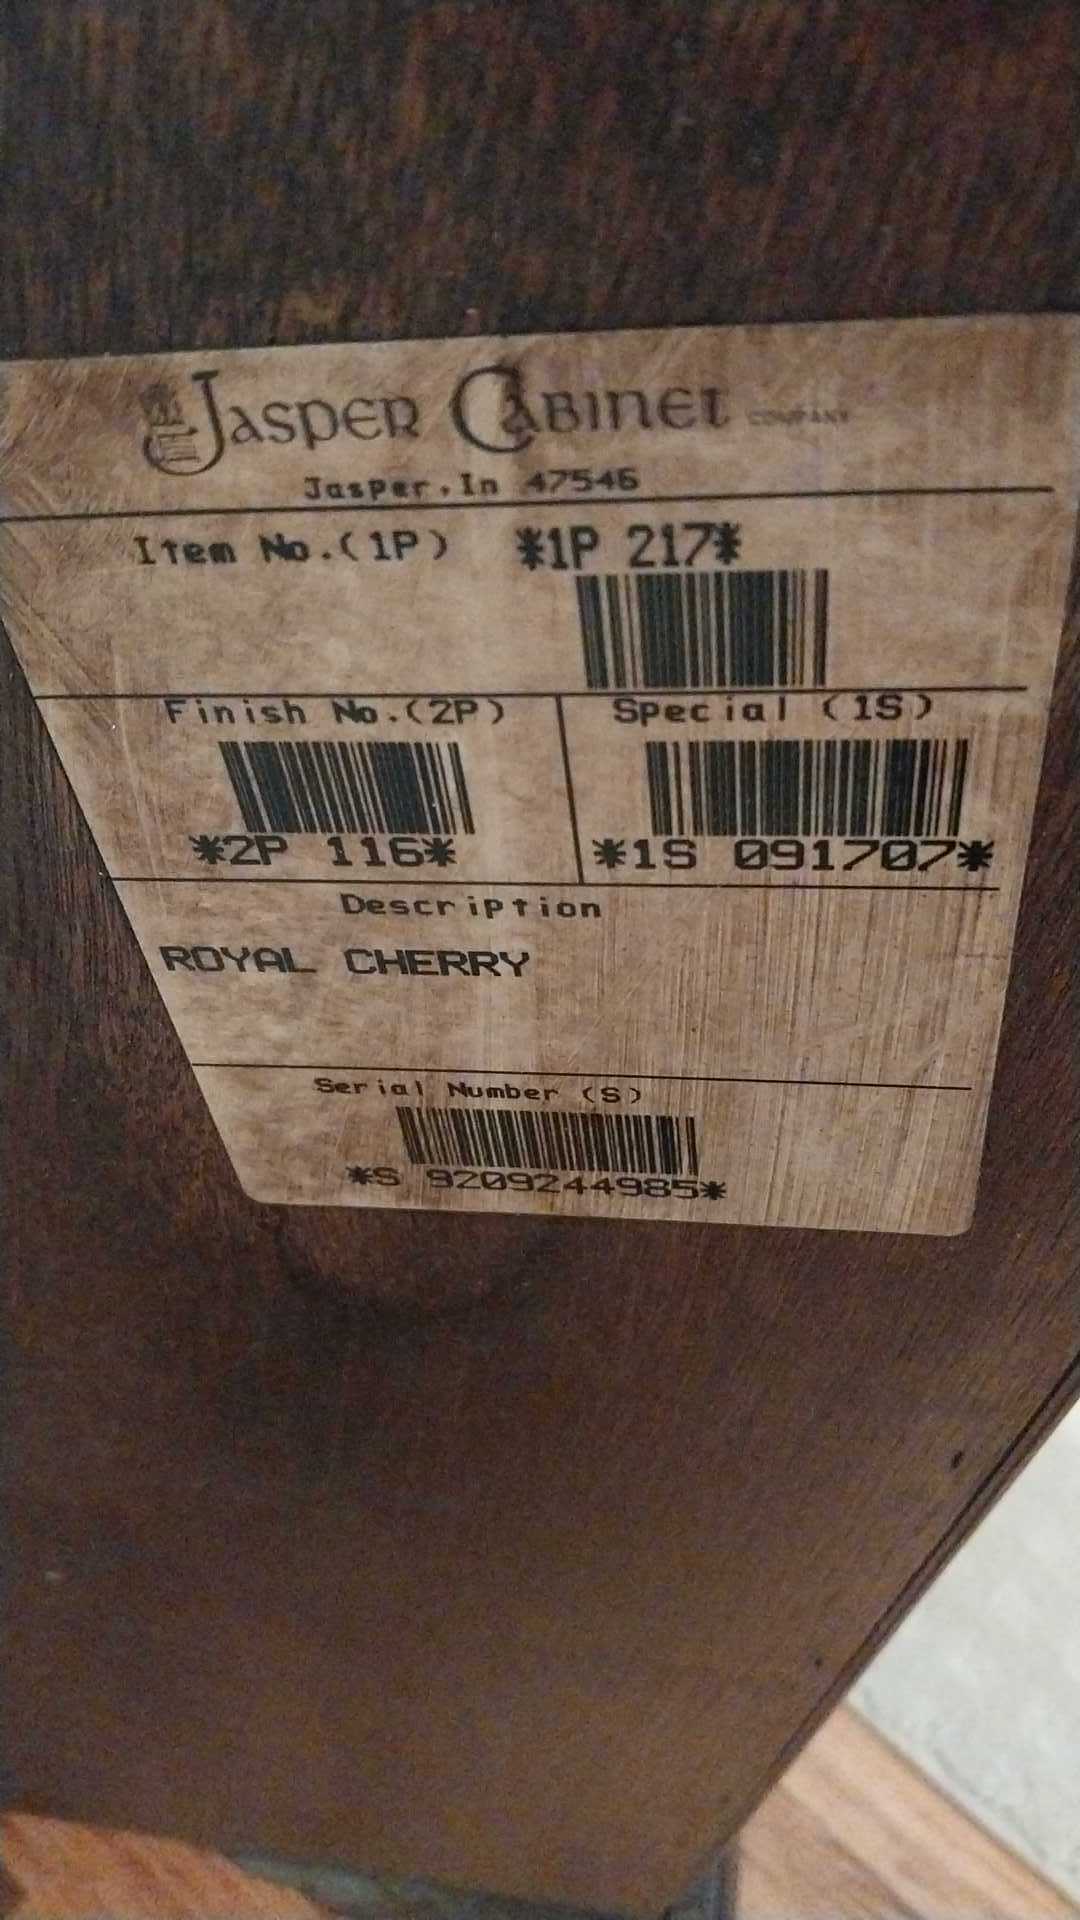 Jasper Cabinet COMPANY
Jasper, In 47546
Item No.(1P) *1P 217*
Finish No.(2P) Special (1S)
*2P 116* *1S 091707*
Description
ROYAL CHERRY
Serial Number (S)
*S 9209244985*